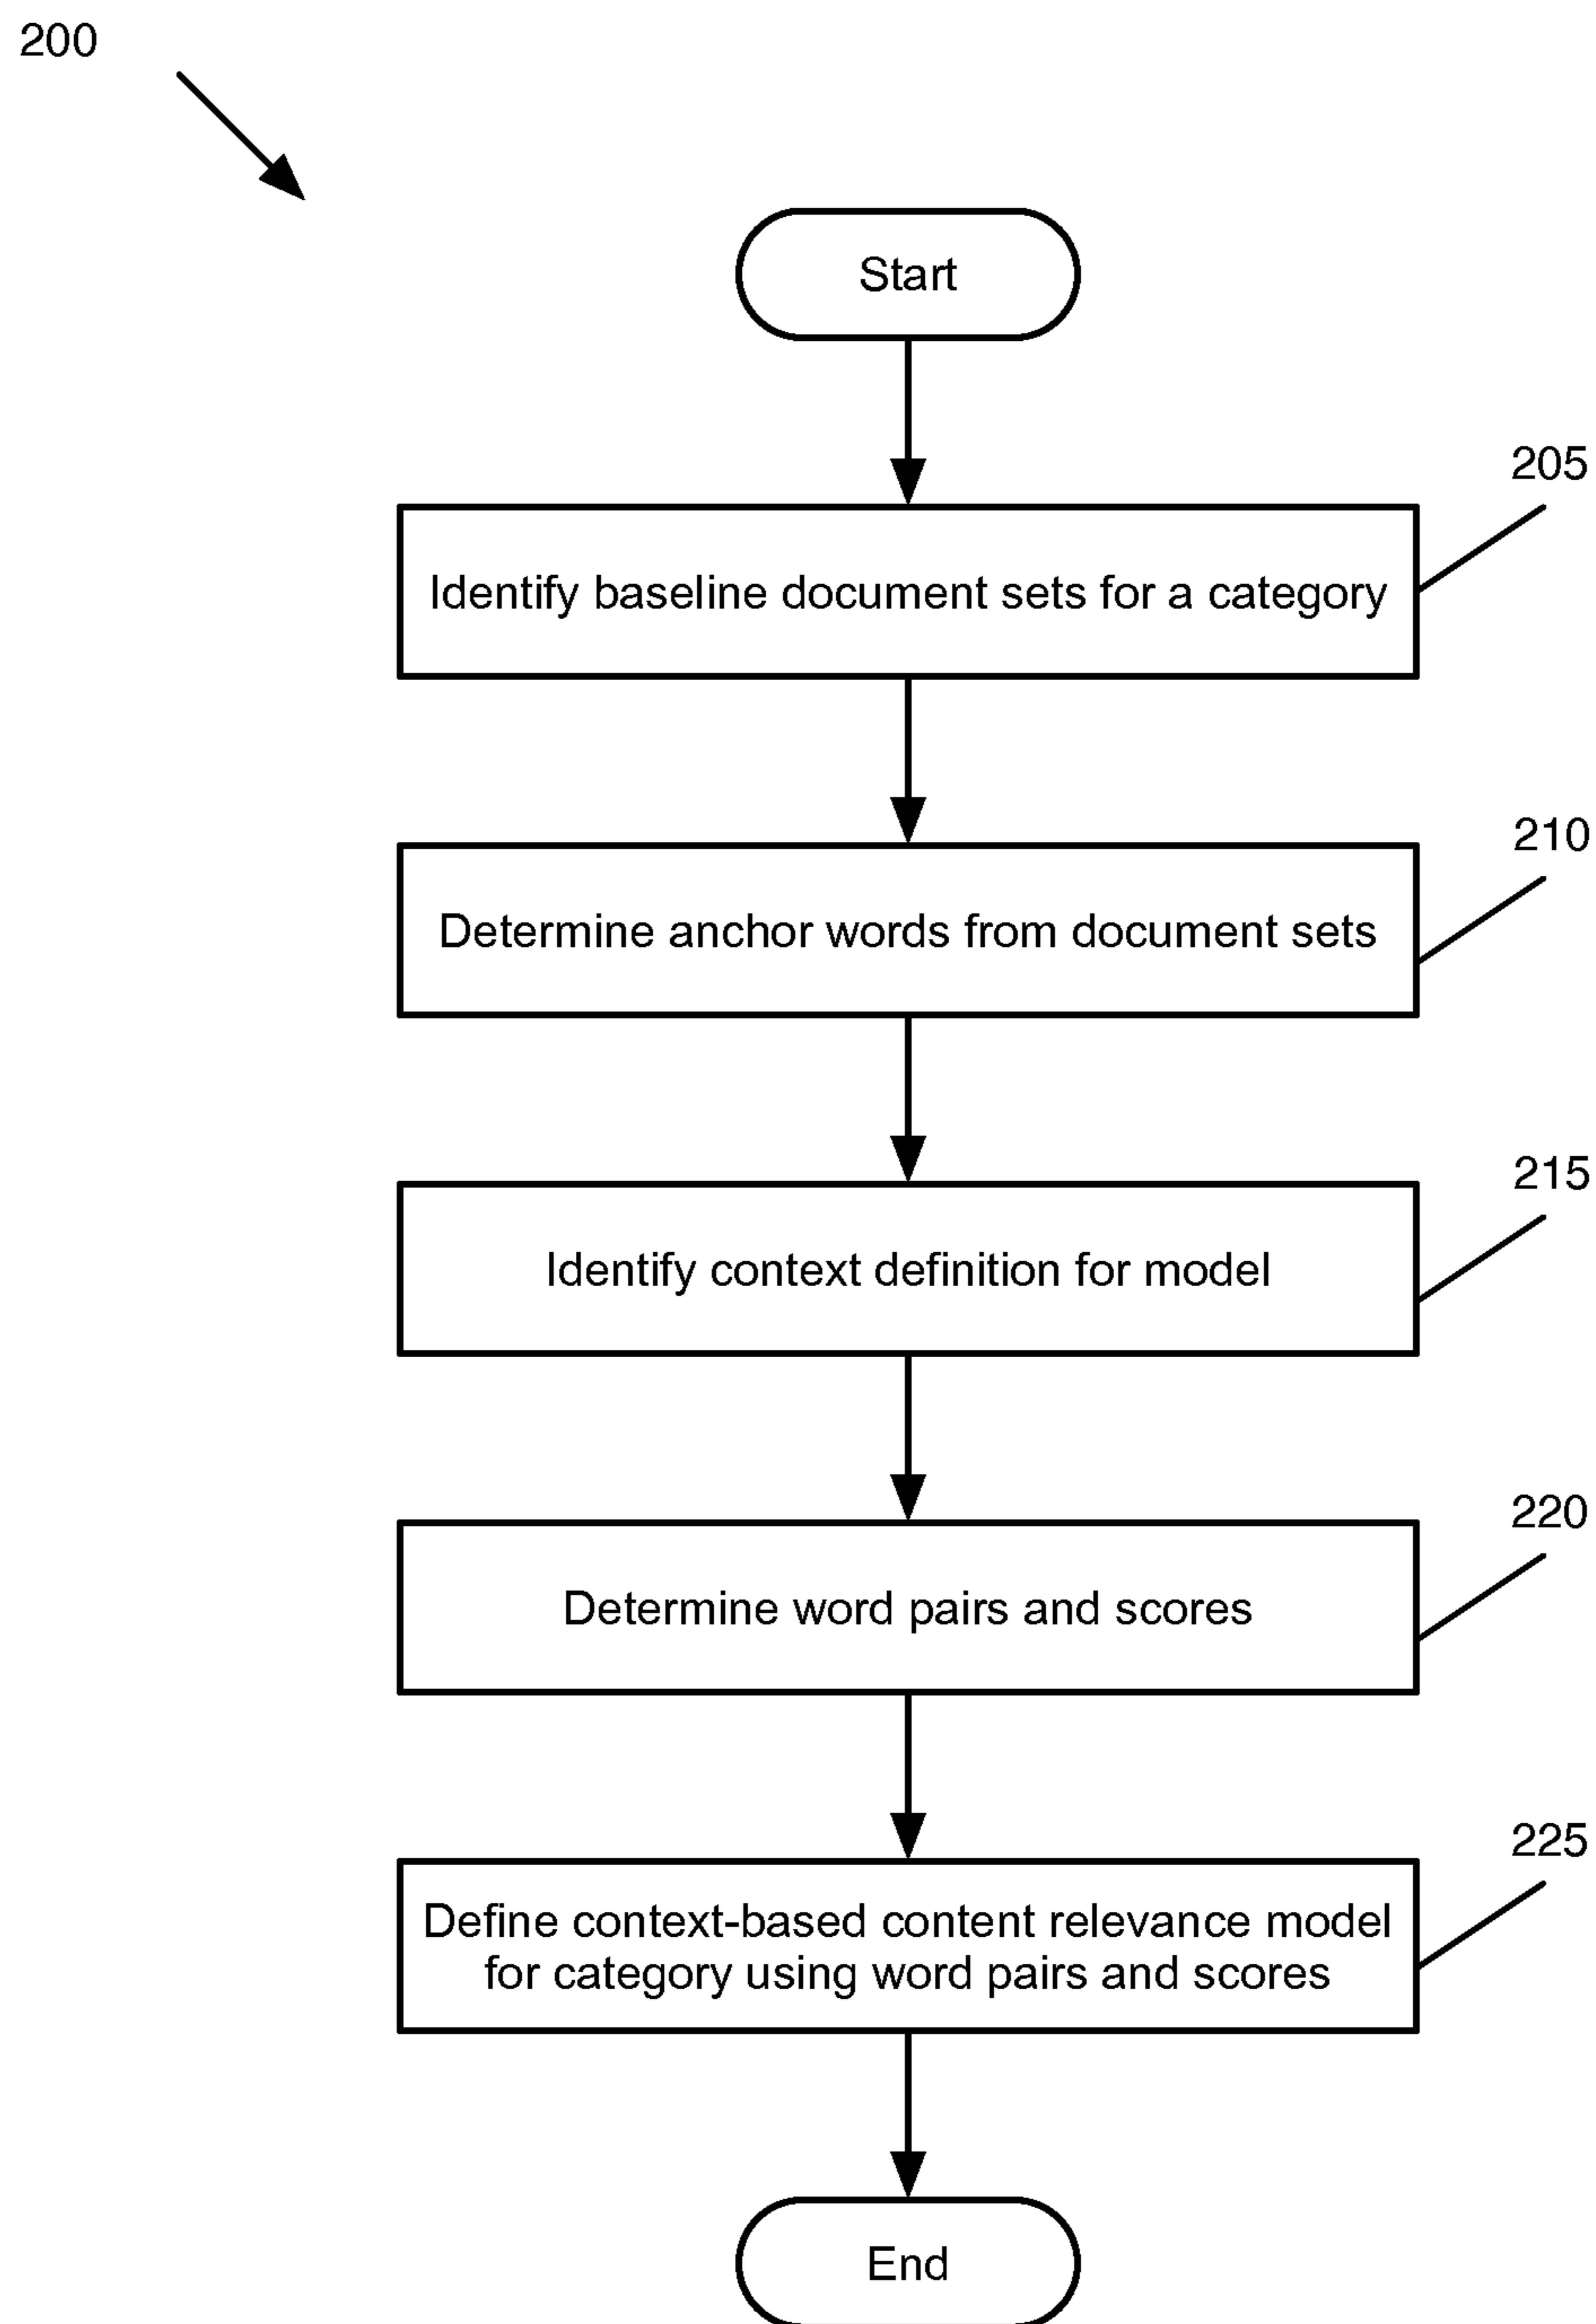 200
Start
205
Identify baseline document sets for a category
210
Determine anchor words from document sets
215
Identify context definition for model
220
Determine word pairs and scores
225
Define context-based content relevance model
for category using word pairs and scores
End